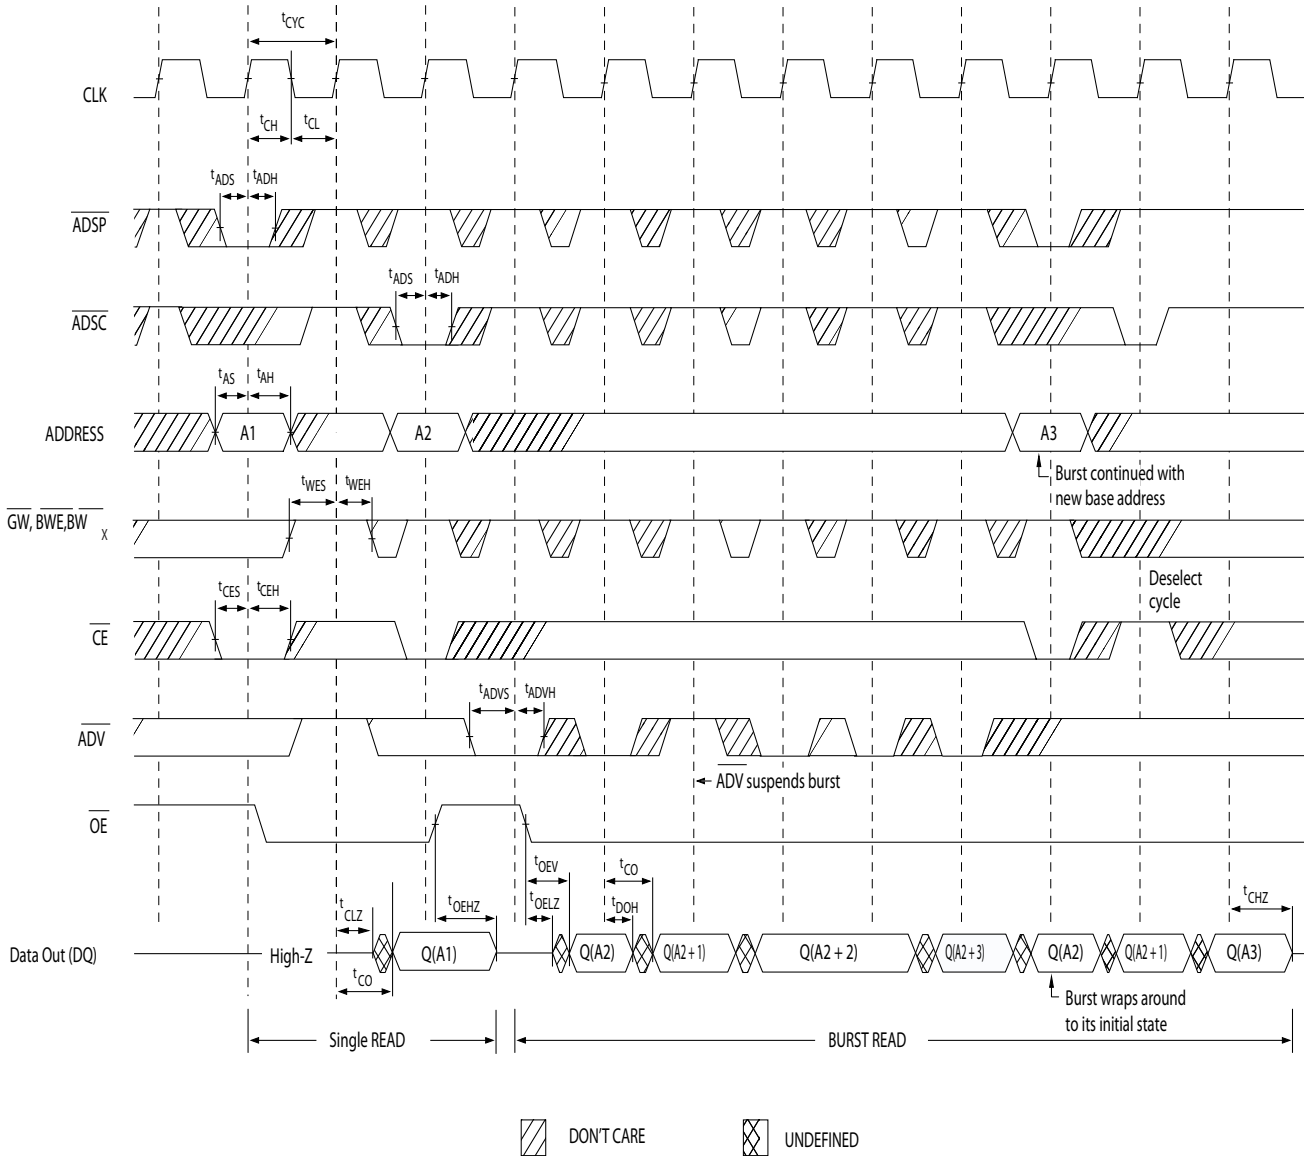 tCYC
CLK
tCH
tCL
tADS
tADH
ADSP
tADS
tADH
ADSC
tAS
tAH
ADDRESS
A1
A2
A3
Burst continued with
new base address
tWES
tWEH
GW, BWE,BW X
tCES
tCEH
Deselect
cycle
CE
tADVS
tADVH
ADV
ADV suspends burst
OE
tOEV
tCO
tCLZ
tOEHZ
tOELZ
tDOH
tCHZ
Data Out (DQ)
High-Z
Q(A1)
Q(A2)
Q(A2 + 1)
Q(A2 + 2)
Q(A2 + 3)
Q(A2)
Q(A2 + 1)
Q(A3)
tCO
Burst wraps around
to its initial state
Single READ
BURST READ
DON'T CARE
UNDEFINED